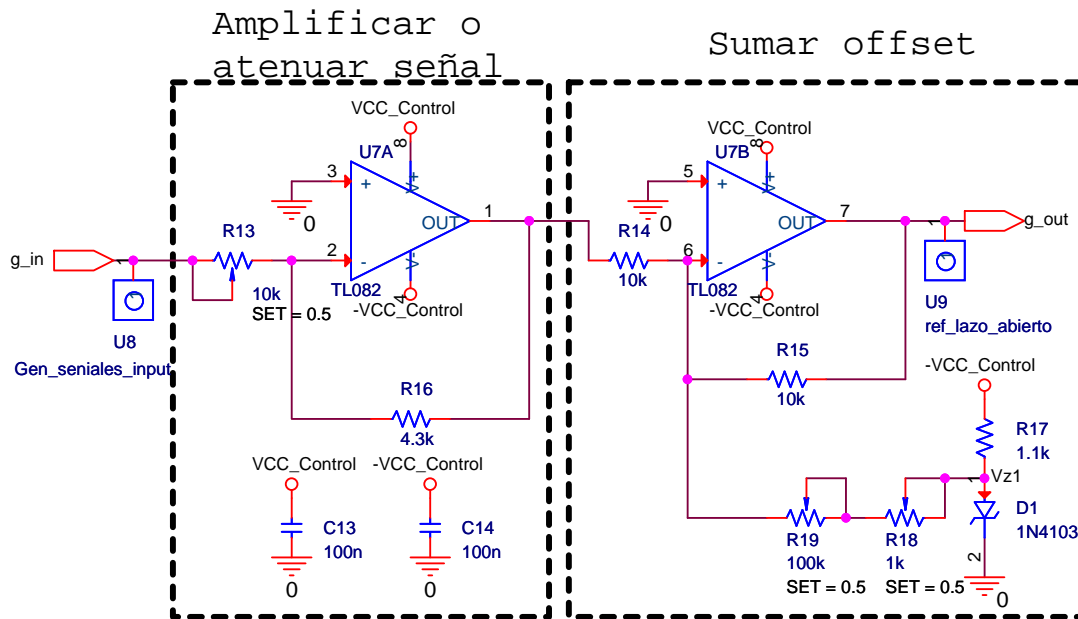 Amplificar o
atenuar señal
Sumar offset
VCC_Control
8
U7A
3
+
V+
0
OUT
1
R13
2
-
V-
10k
SET = 0.5
TL082
4
-VCC_Control
g_in
1
U8
Gen_seniales_input
R16
4.3k
VCC_Control
C13
100n
0
-VCC_Control
C14
100n
0
VCC_Control
8
U7B
5
+
V+
0
OUT
7
R14
10k
6
-
V-
TL082
4
-VCC_Control
1
g_out
U9
ref_lazo_abierto
R15
10k
-VCC_Control
R17
1.1k
1
Vz1
D1
1N4103
2
0
R19
100k
SET = 0.5
R18
1k
SET = 0.5